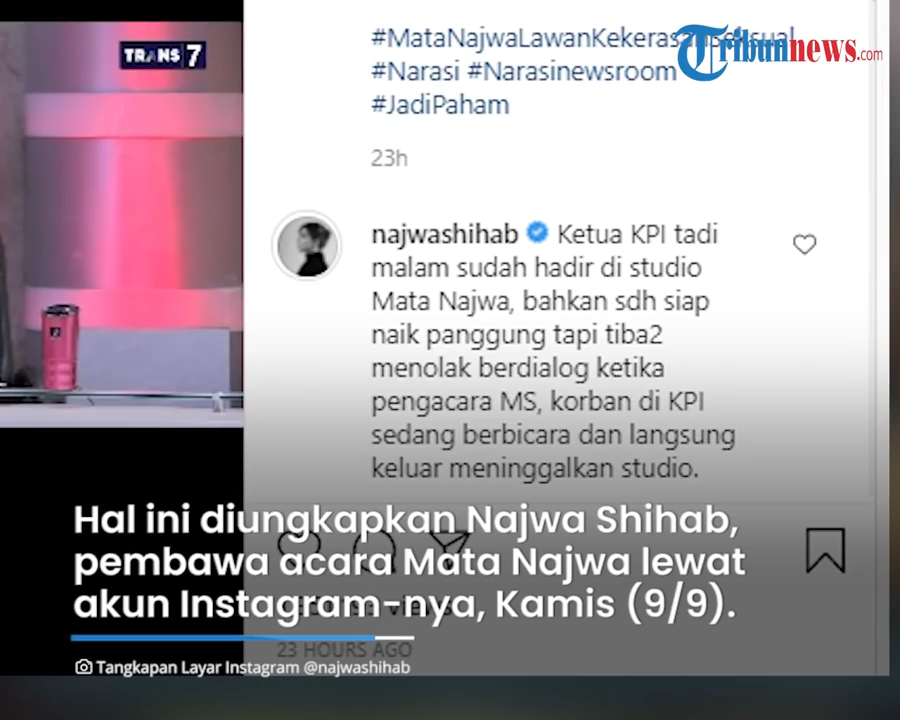 TRANS 7
Tribunnews.com
#MataNajwaLawanKekerasanSeksual
#Narasi #Narasinewsroom
#JadiPaham
23h
najwashihab Ketua KPI tadi
malam sudah hadir di studio
Mata Najwa, bahkan sdh siap
naik panggung tapi tiba2
menolak berdialog ketika
pengacara MS, korban di KPI
sedang berbicara dan langsung
keluar meninggalkan studio.
Hal ini diungkapkan Najwa Shihab,
pembawa acara Mata Najwa lewat
akun Instagram-nya, Kamis (9/9).
23 HOURS AGO
Tangkapan Layar Instagram @najwashihab